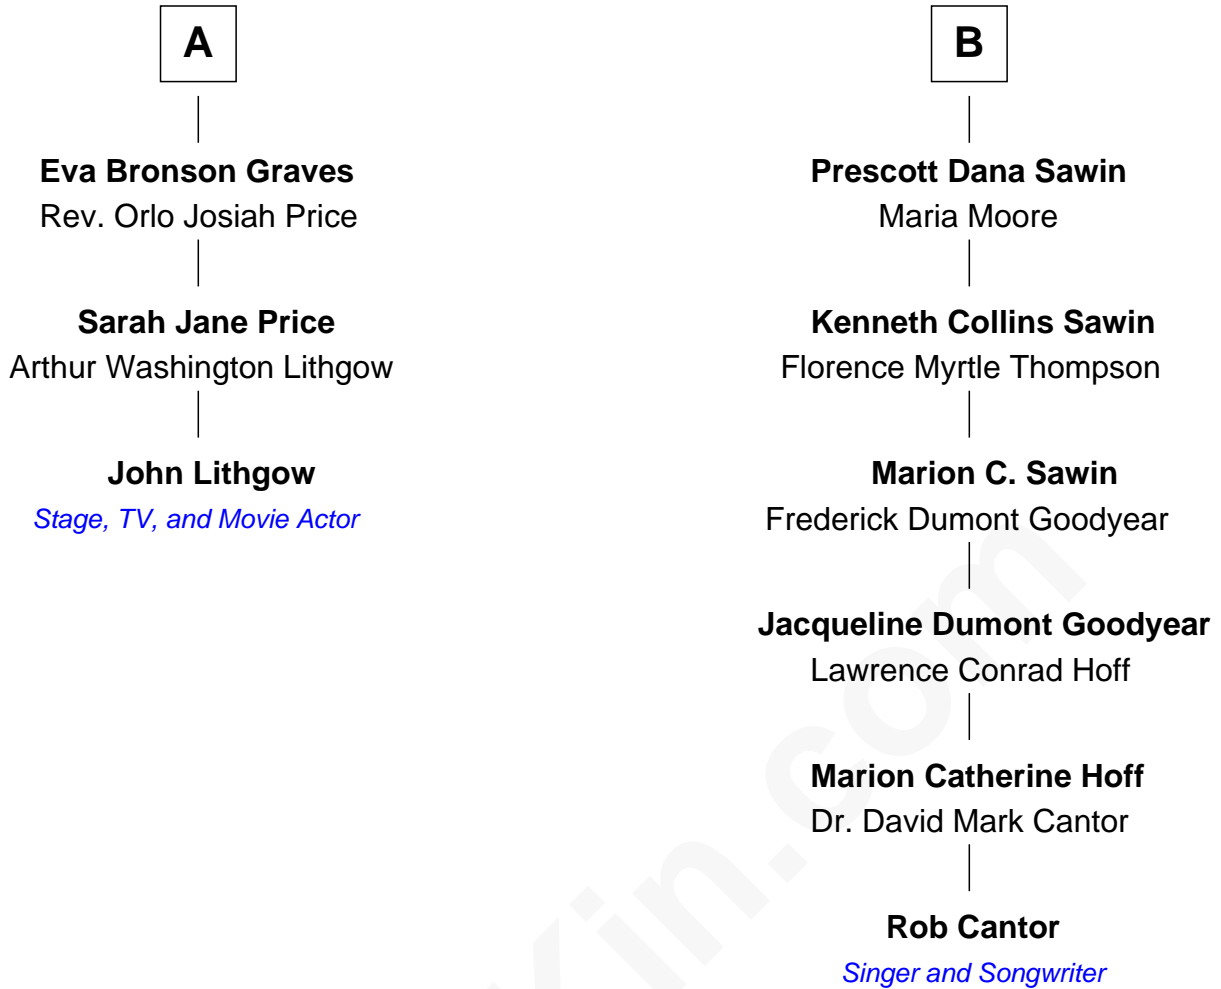 A
Eva Bronson Graves
Rev. Orlo Josiah Price
Sarah Jane Price
Arthur Washington Lithgow
John Lithgow
Stage, TV, and Movie Actor
B
Prescott Dana Sawin
Maria Moore
Kenneth Collins Sawin
Florence Myrtle Thompson
Marion C. Sawin
Frederick Dumont Goodyear
Jacqueline Dumont Goodyear
Lawrence Conrad Hoff
Marion Catherine Hoff
Dr. David Mark Cantor
Rob Cantor
Singer and Songwriter
Kin.com